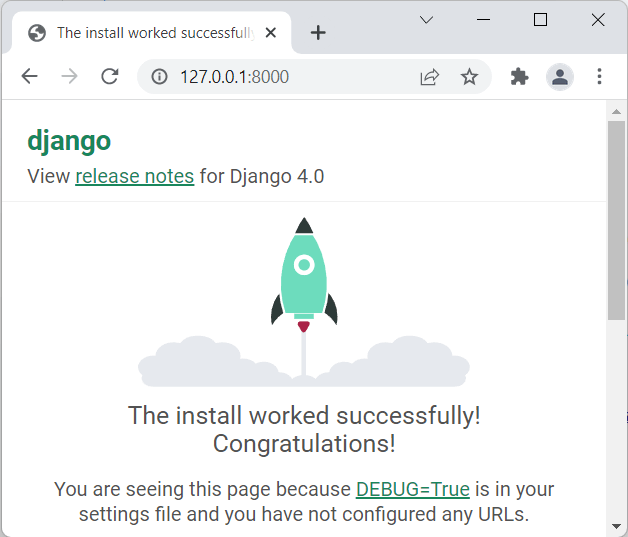 The install worked successfully
127.0.0.1:8000
django
View release notes for Django 4.0
The install worked successfully!
Congratulations!
You are seeing this page because DEBUG=True is in your
settings file and you have not configured any URLs.